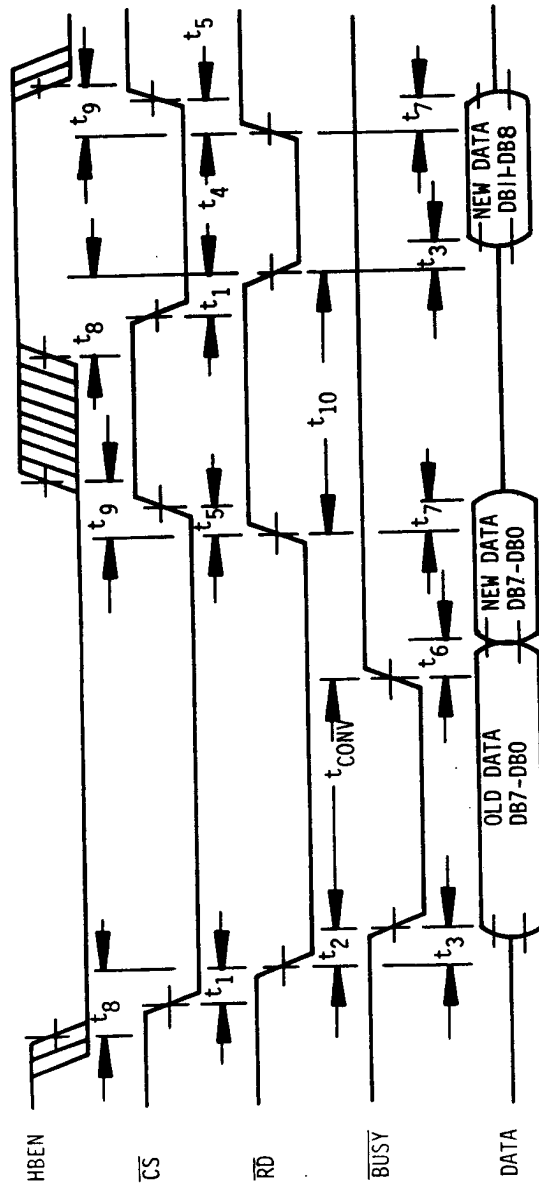 HBEN
t8
t9
t8
t9
CS
t1
t5
t1
t4
t5
RD
t2
tCONV
t10
BUSY
t3
t6
t7
t3
t7
DATA
OLD DATA
DB7-DB0
NEW DATA
DB7-DB0
NEW DATA
DB11-DB8